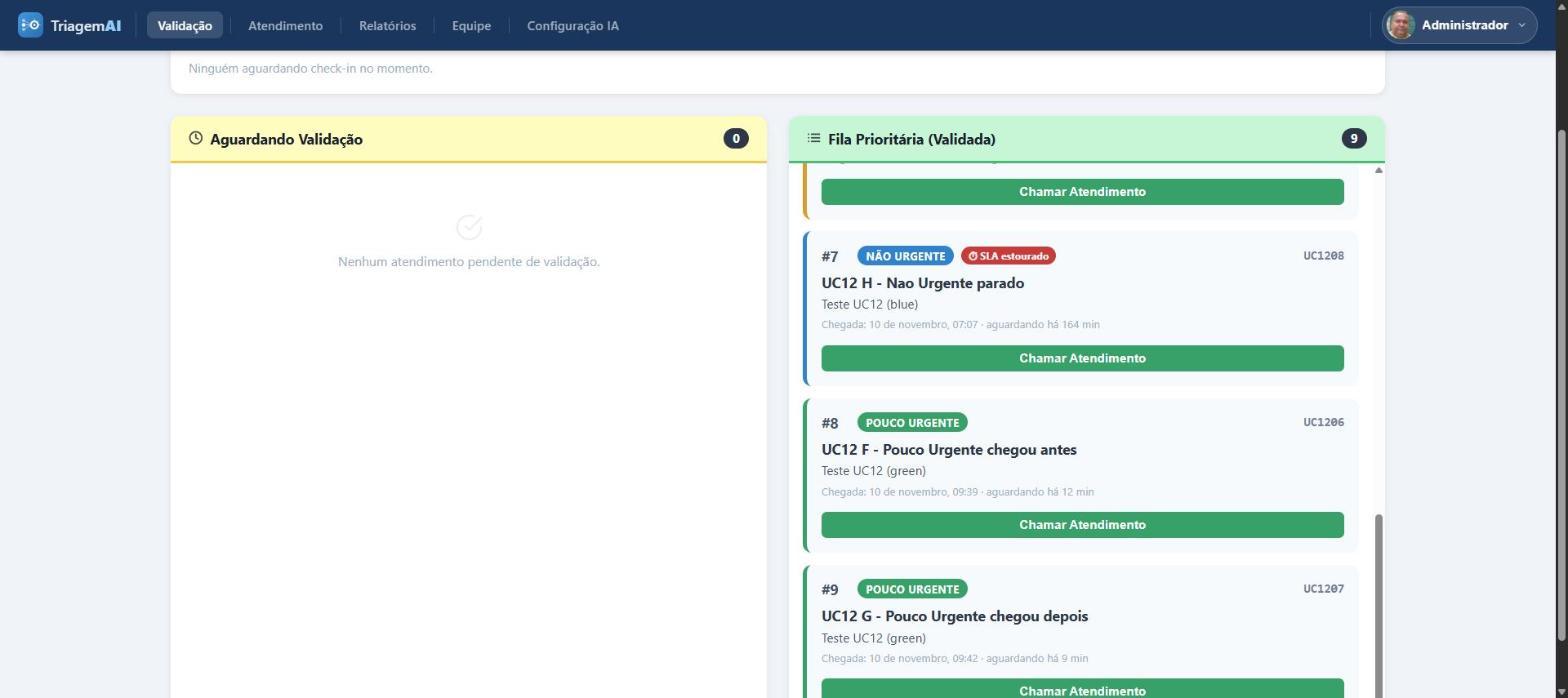 TriagemAI
Validação
Atendimento
Relatórios
Equipe
Configuração IA
Administrador
Ninguém aguardando check-in no momento.
Aguardando Validação 0
Nenhum atendimento pendente de validação.
Fila Prioritária (Validada) 9
Chamar Atendimento
#7 NÃO URGENTE SLA estourado UC1208
UC12 H - Nao Urgente parado
Teste UC12 (blue)
Chegada: 10 de novembro, 07:07 · aguardando há 164 min
Chamar Atendimento
#8 POUCO URGENTE UC1206
UC12 F - Pouco Urgente chegou antes
Teste UC12 (green)
Chegada: 10 de novembro, 09:39 · aguardando há 12 min
Chamar Atendimento
#9 POUCO URGENTE UC1207
UC12 G - Pouco Urgente chegou depois
Teste UC12 (green)
Chegada: 10 de novembro, 09:42 · aguardando há 9 min
Chamar Atendimento